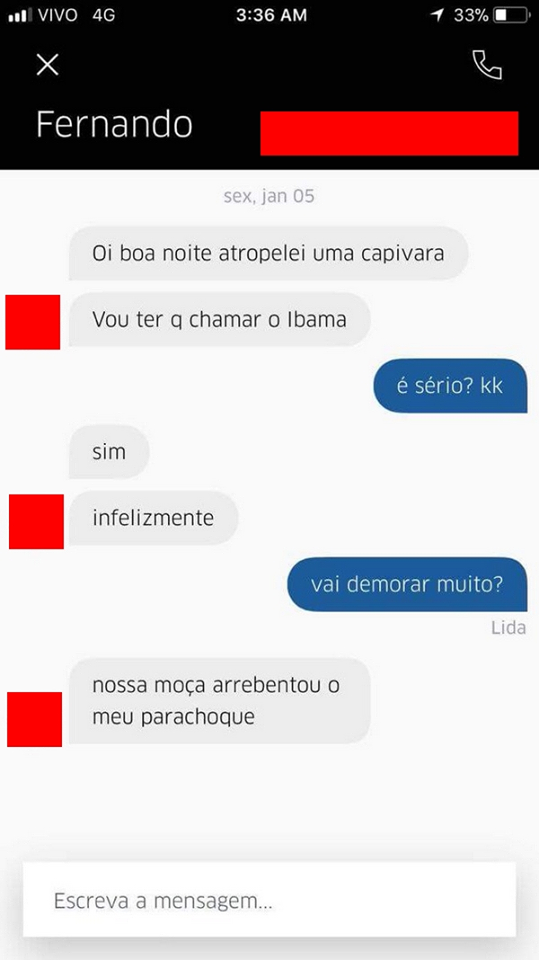 VIVO 4G 3:36 AM 33%
Fernando
sex, jan 05
Oi boa noite atropelei uma capivara
Vou ter q chamar o Ibama
é sério? kk
sim
infelizmente
vai demorar muito?
Lida
nossa moça arrebentou o
meu parachoque
Escreva a mensagem...